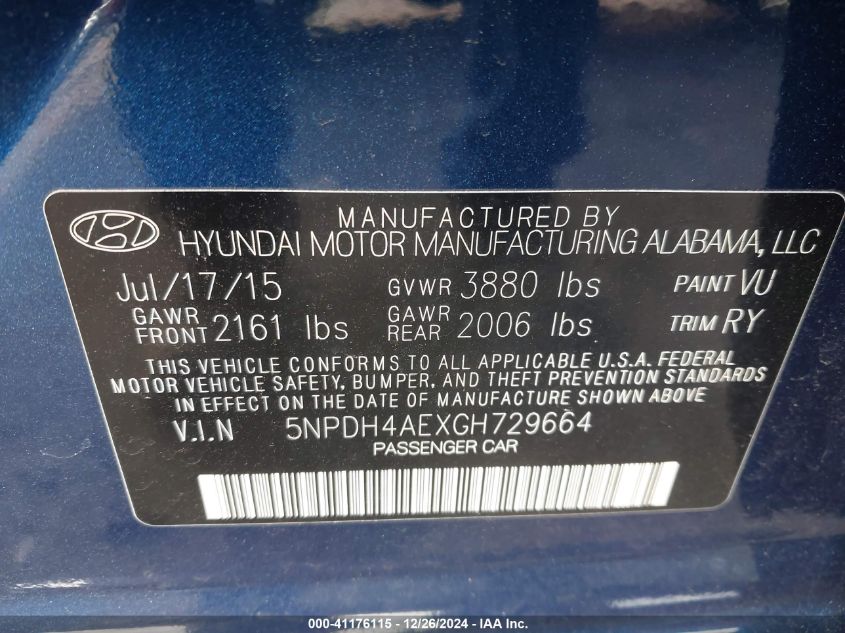 MANUFACTURED BY
HYUNDAI MOTOR MANUFACTURING ALABAMA, LLC
Jul/17/15 GVWR 3880 lbs PAINT VU
GAWR FRONT 2161 lbs GAWR REAR 2006 lbs TRIM RY
THIS VEHICLE CONFORMS TO ALL APPLICABLE U.S.A. FEDERAL
MOTOR VEHICLE SAFETY, BUMPER, AND THEFT PREVENTION STANDARDS
IN EFFECT ON THE DATE OF MANUFACTURE SHOWN ABOVE
V.I.N 5NPDH4AEXGH729664
PASSENGER CAR
000-41176115 - 12/26/2024 - IAA Inc.